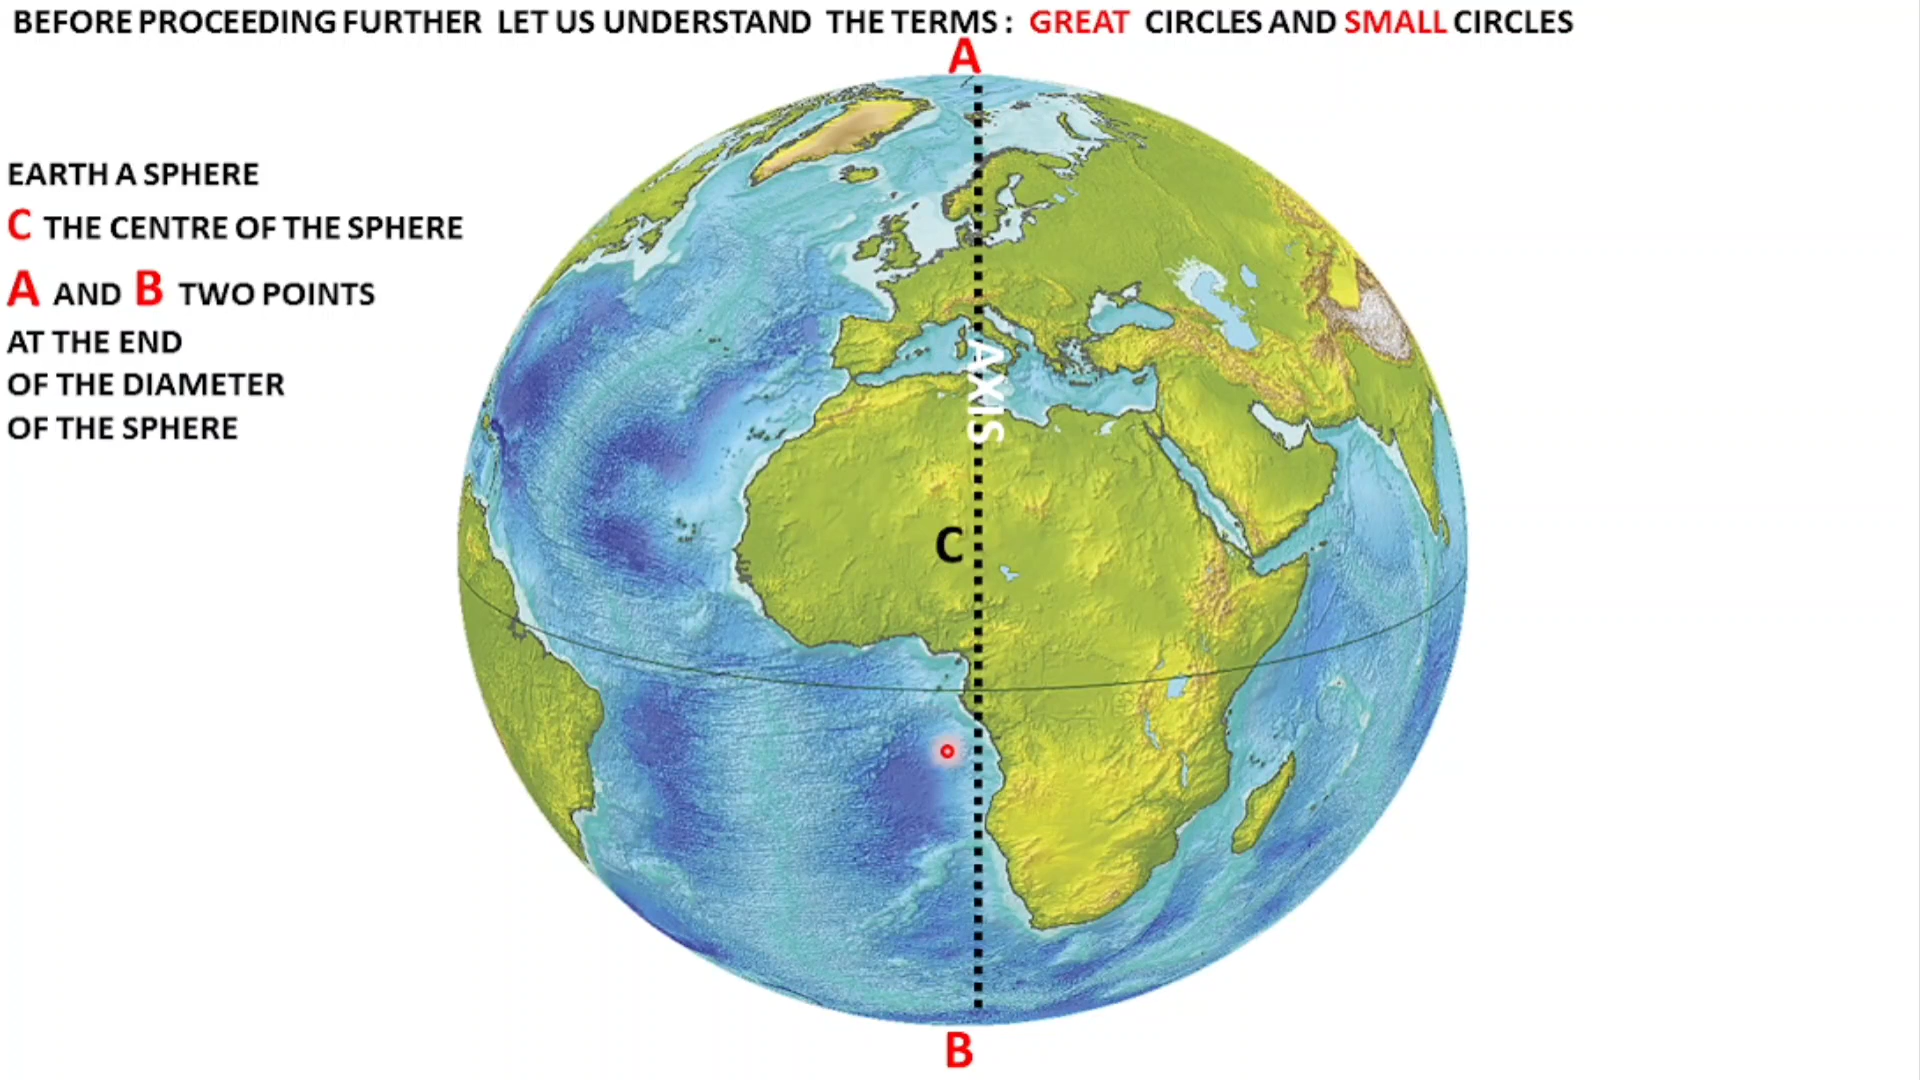 BEFORE PROCEEDING FURTHER LET US UNDERSTAND THE TERMS : GREAT CIRCLES AND SMALL CIRCLES
A
EARTH A SPHERE
C THE CENTRE OF THE SPHERE
A AND B TWO POINTS
AT THE END
OF THE DIAMETER
OF THE SPHERE
AXIS
C
B